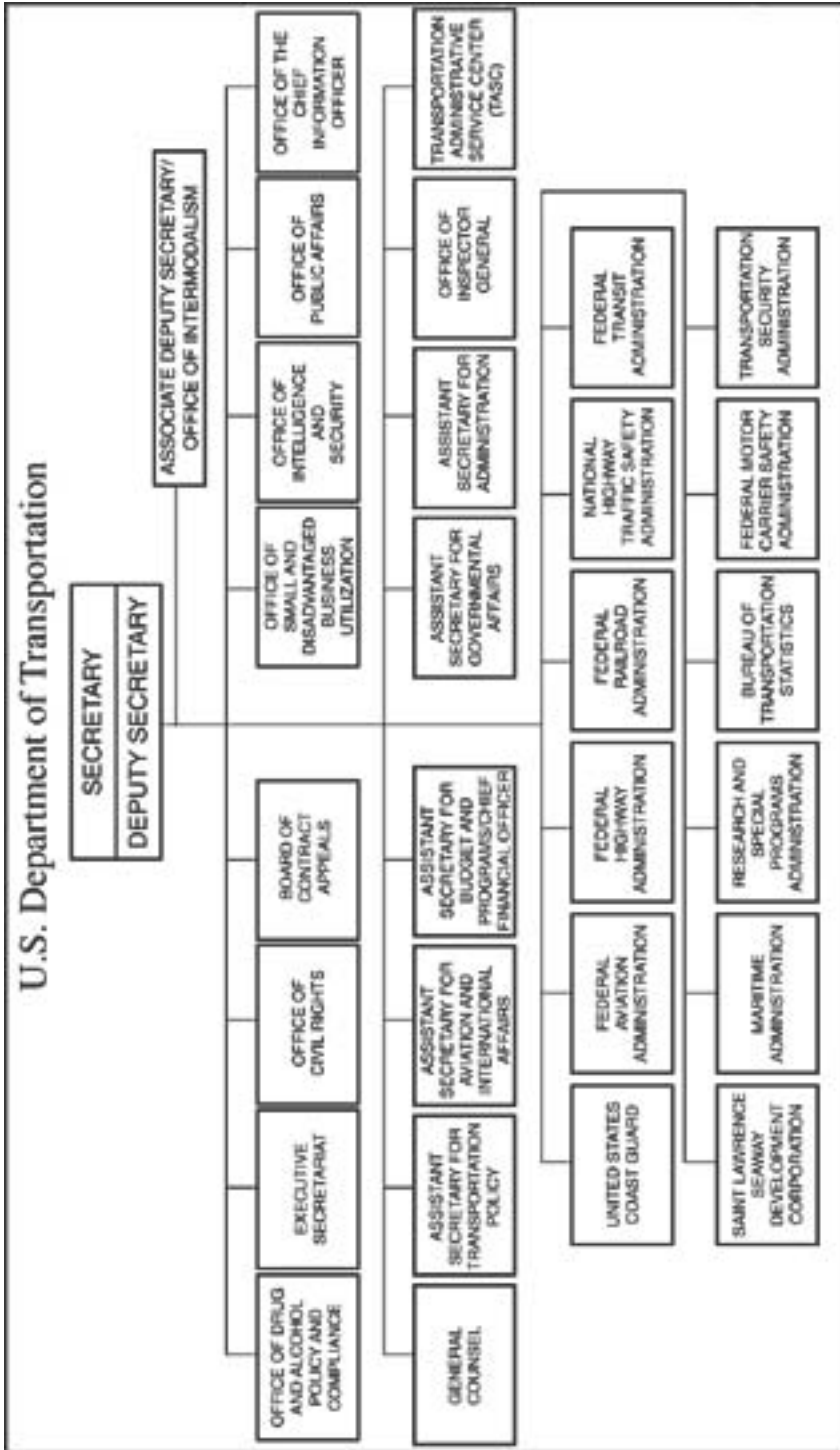 U.S. Department of Transportation
SECRETARY
DEPUTY SECRETARY
ASSOCIATE DEPUTY SECRETARY/
OFFICE OF INTERMODALISM
OFFICE OF DRUG
AND ALCOHOL
POLICY AND
COMPLIANCE
EXECUTIVE
SECRETARIAT
OFFICE OF
CIVIL RIGHTS
BOARD OF
CONTRACT
APPEALS
OFFICE OF
SMALL AND
DISADVANTAGED
BUSINESS
UTILIZATION
OFFICE OF
INTELLIGENCE
AND
SECURITY
OFFICE OF
PUBLIC AFFAIRS
OFFICE OF THE
CHIEF
INFORMATION
OFFICER
GENERAL
COUNSEL
ASSISTANT
SECRETARY FOR
TRANSPORTATION
POLICY
ASSISTANT
SECRETARY FOR
AVIATION AND
INTERNATIONAL
AFFAIRS
ASSISTANT
SECRETARY FOR
BUDGET AND
PROGRAMS/CHIEF
FINANCIAL OFFICER
ASSISTANT
SECRETARY FOR
GOVERNMENTAL
AFFAIRS
ASSISTANT
SECRETARY FOR
ADMINISTRATION
OFFICE OF
INSPECTOR
GENERAL
TRANSPORTATION
ADMINISTRATIVE
SERVICE CENTER
(TASC)
UNITED STATES
COAST GUARD
FEDERAL
AVIATION
ADMINISTRATION
FEDERAL
HIGHWAY
ADMINISTRATION
FEDERAL
RAILROAD
ADMINISTRATION
NATIONAL
HIGHWAY
TRAFFIC SAFETY
ADMINISTRATION
FEDERAL
TRANSIT
ADMINISTRATION
SAINT LAWRENCE
SEAWAY
DEVELOPMENT
CORPORATION
MARITIME
ADMINISTRATION
RESEARCH AND
SPECIAL
PROGRAMS
ADMINISTRATION
BUREAU OF
TRANSPORTATION
STATISTICS
FEDERAL MOTOR
CARRIER SAFETY
ADMINISTRATION
TRANSPORTATION
SECURITY
ADMINISTRATION